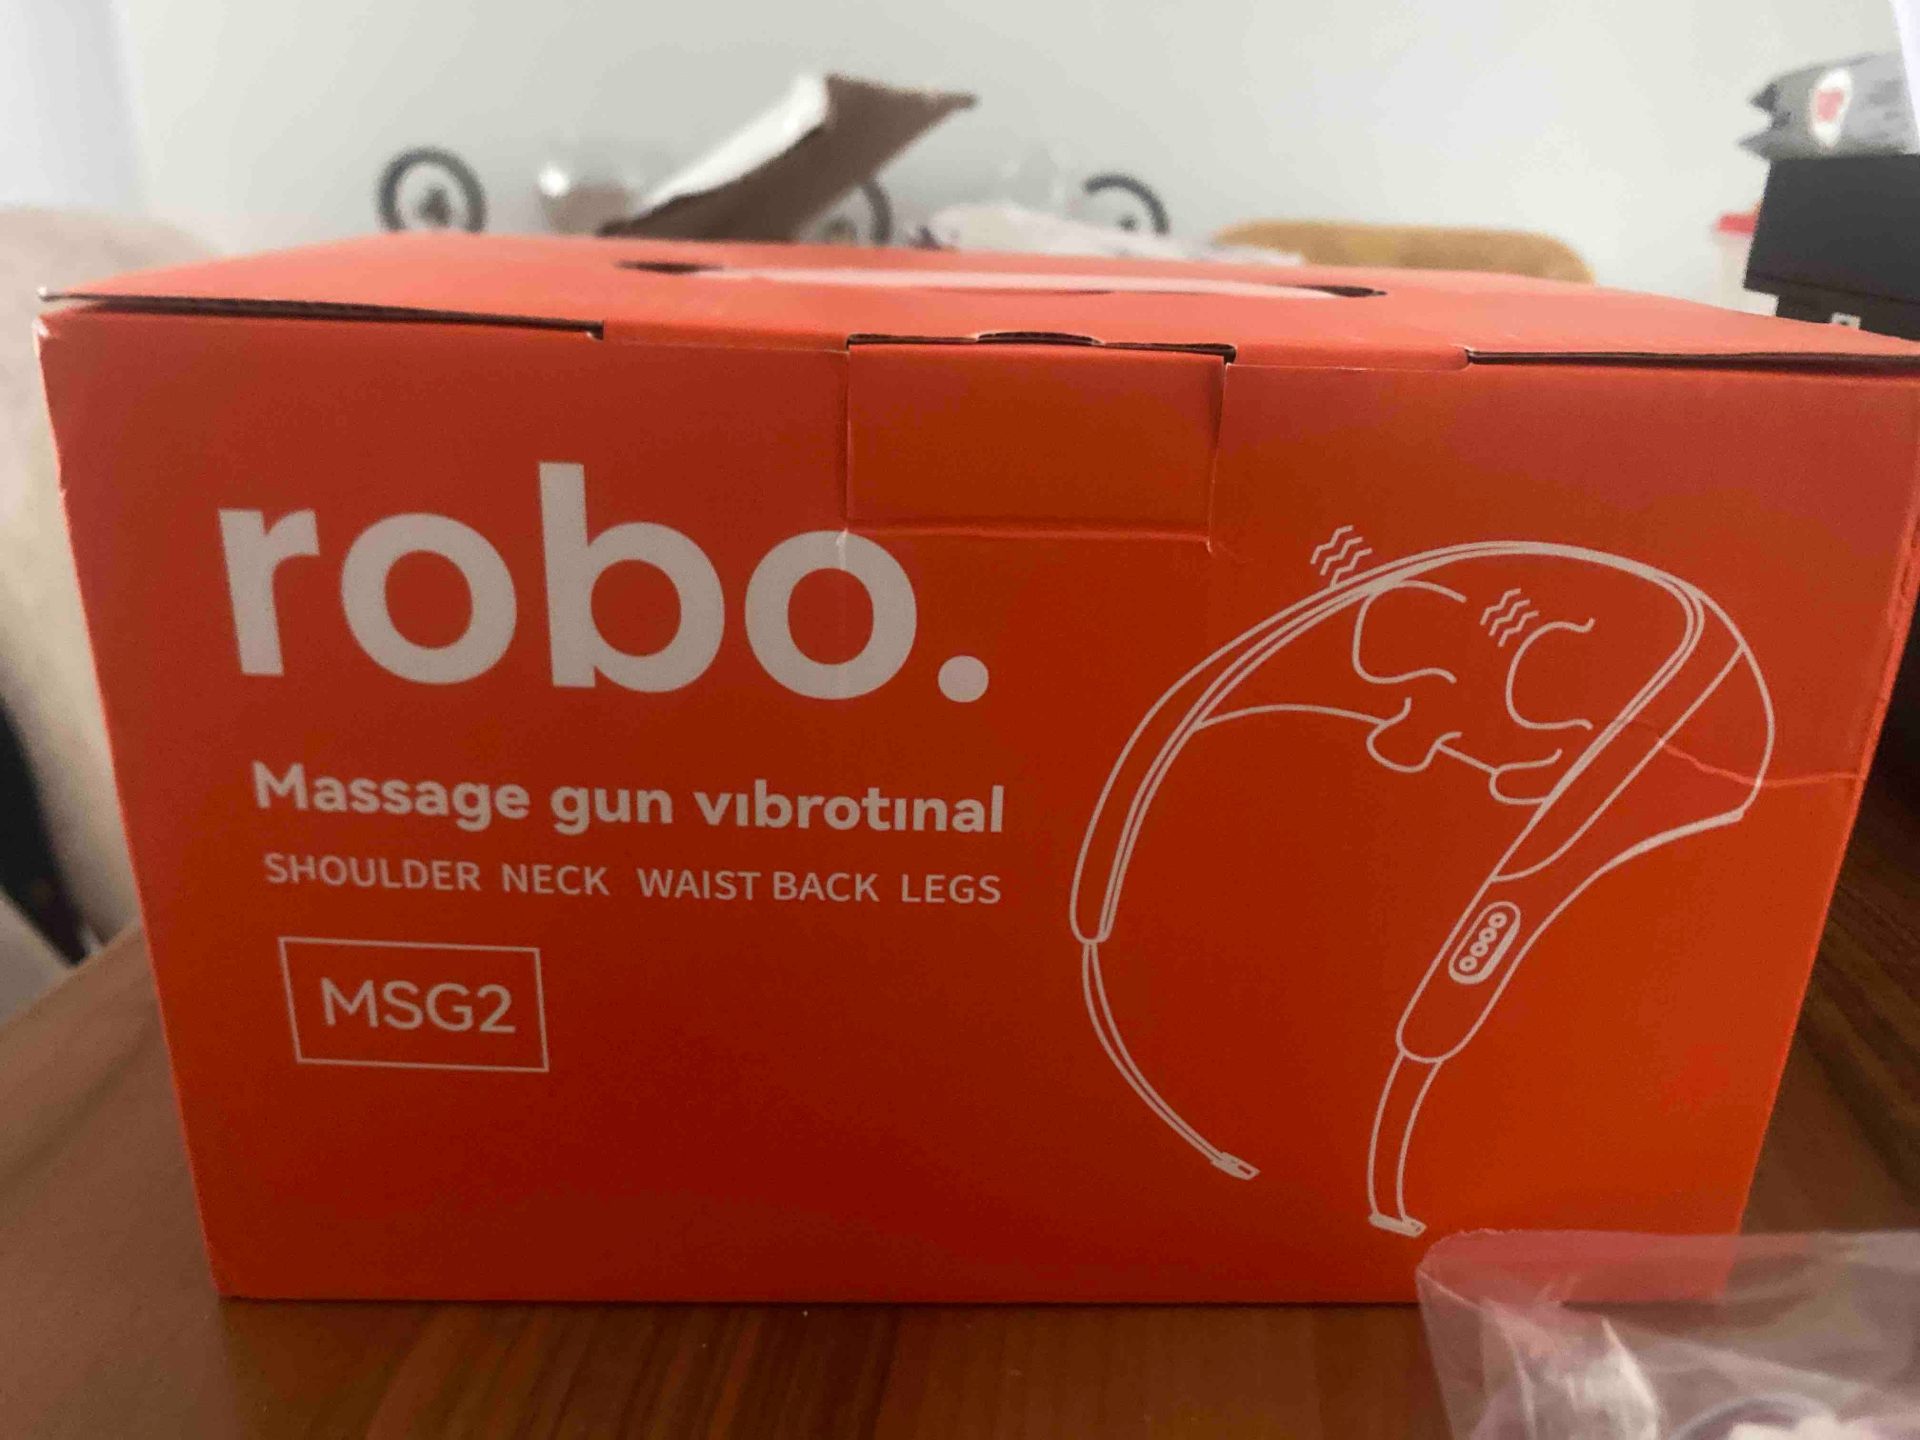 robo.
Massage gun vıbrotınal
SHOULDER NECK WAIST BACK LEGS
MSG2